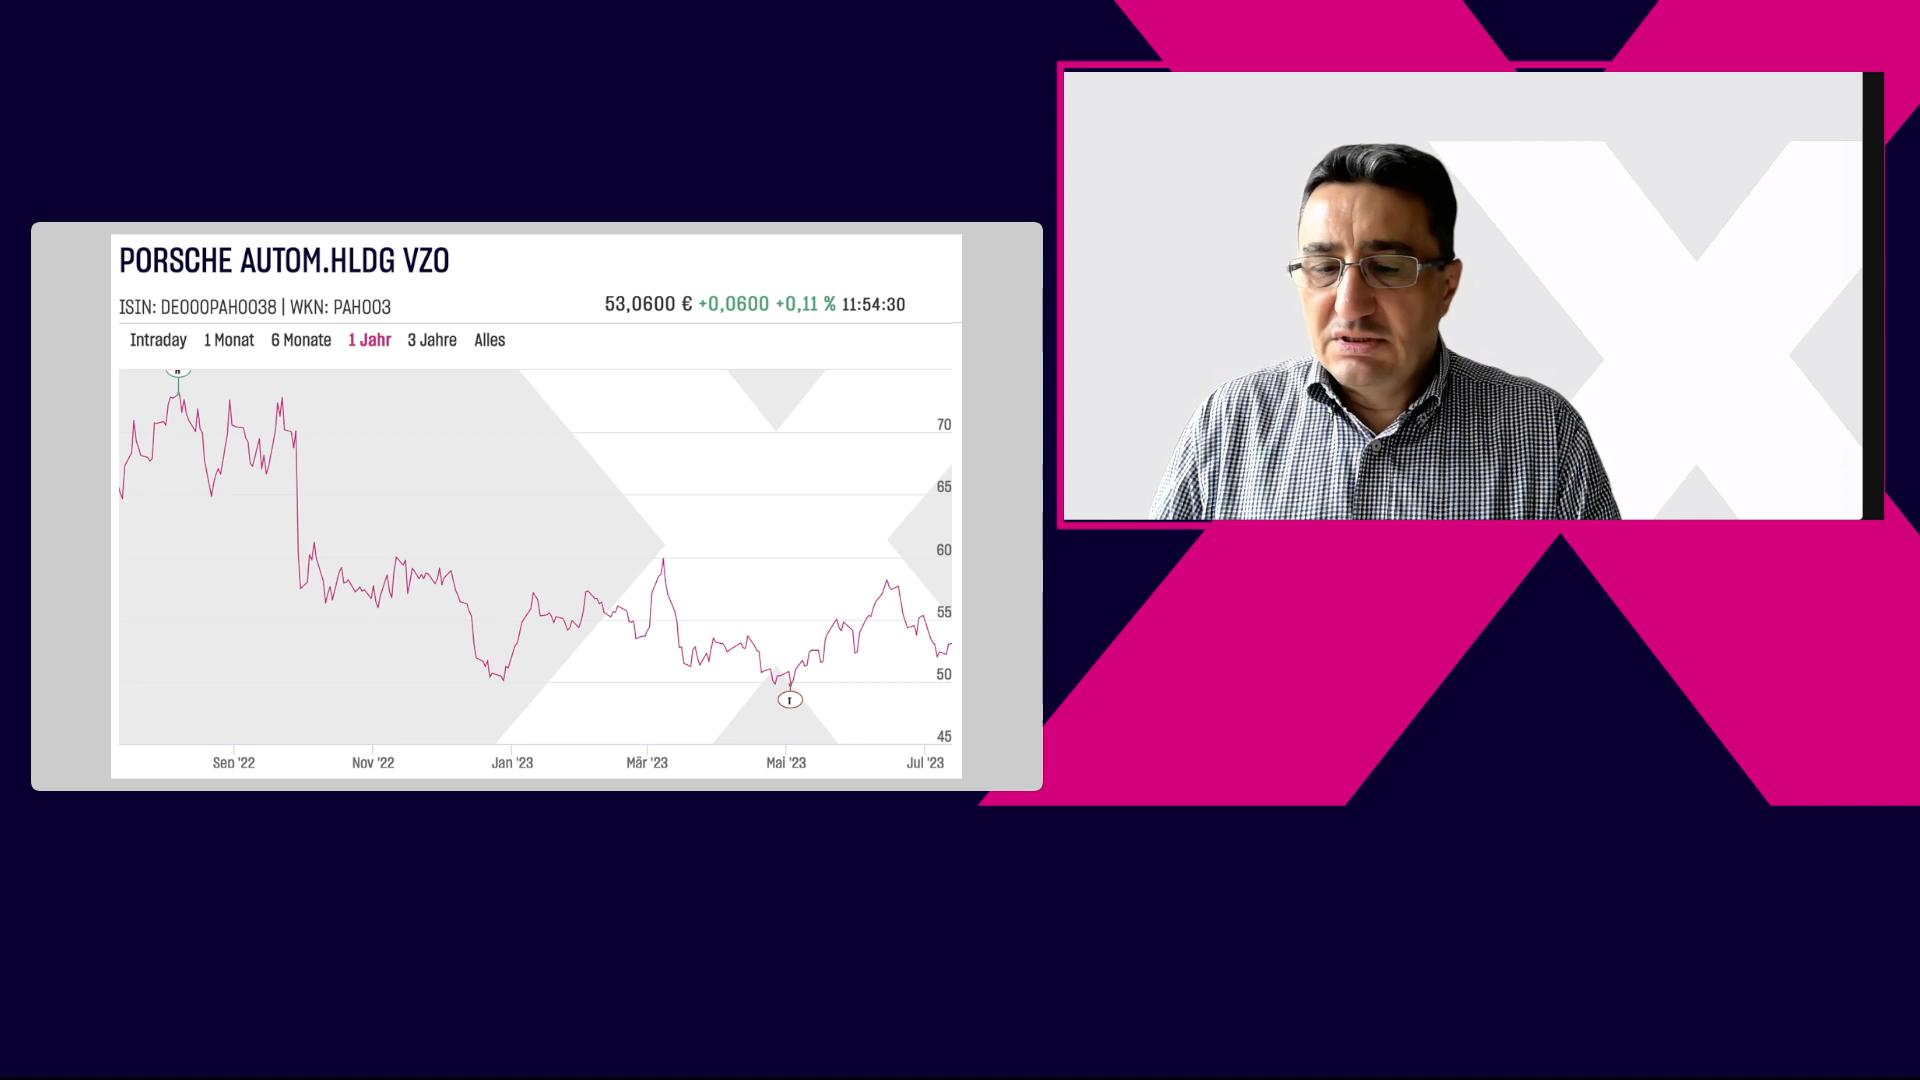 PORSCHE AUTOM.HLDG VZO
ISIN: DE000PAH0038 | WKN: PAH003
53,0600 € +0,0600 +0,11 % 11:54:30
Intraday 1 Monat 6 Monate 1 Jahr 3 Jahre Alles
H
70
65
60
55
50
T
45
Sep '22 Nov '22 Jan '23 Mär '23 Mai '23 Jul '23